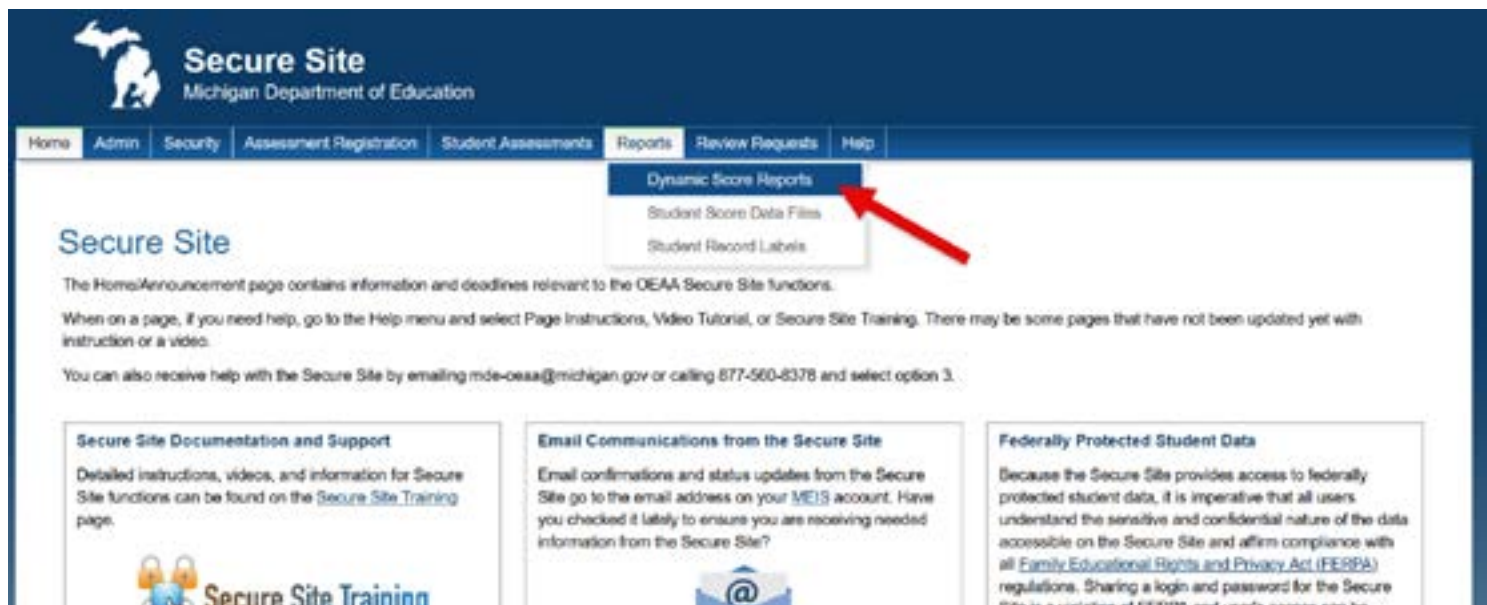 Secure Site
Michigan Department of Education
Home Admin Security Assessment Registration Student Assessments Reports Review Requests Help
Dynamic Score Reports
Student Score Data Files
Student Record Labels
Secure Site
The Home/Announcement page contains information and deadlines relevant to the OEAA Secure Site functions.
When on a page, if you need help, go to the Help menu and select Page Instructions, Video Tutorial, or Secure Site Training. There may be some pages that have not been updated yet with
instruction or a video.
You can also receive help with the Secure Site by emailing mde-oeaa@michigan.gov or calling 877-560-8378 and select option 3.
Secure Site Documentation and Support
Detailed instructions, videos, and information for Secure
Site functions can be found on the Secure Site Training
page.
Secure Site Training
Email Communications from the Secure Site
Email confirmations and status updates from the Secure
Site go to the email address on your MEIS account. Have
you checked it lately to ensure you are receiving needed
information from the Secure Site?
@
Federally Protected Student Data
Because the Secure Site provides access to federally
protected student data, it is imperative that all users
understand the sensitive and confidential nature of the data
accessible on the Secure Site and affirm compliance with
all Family Educational Rights and Privacy Act (FERPA)
regulations. Sharing a login and password for the Secure